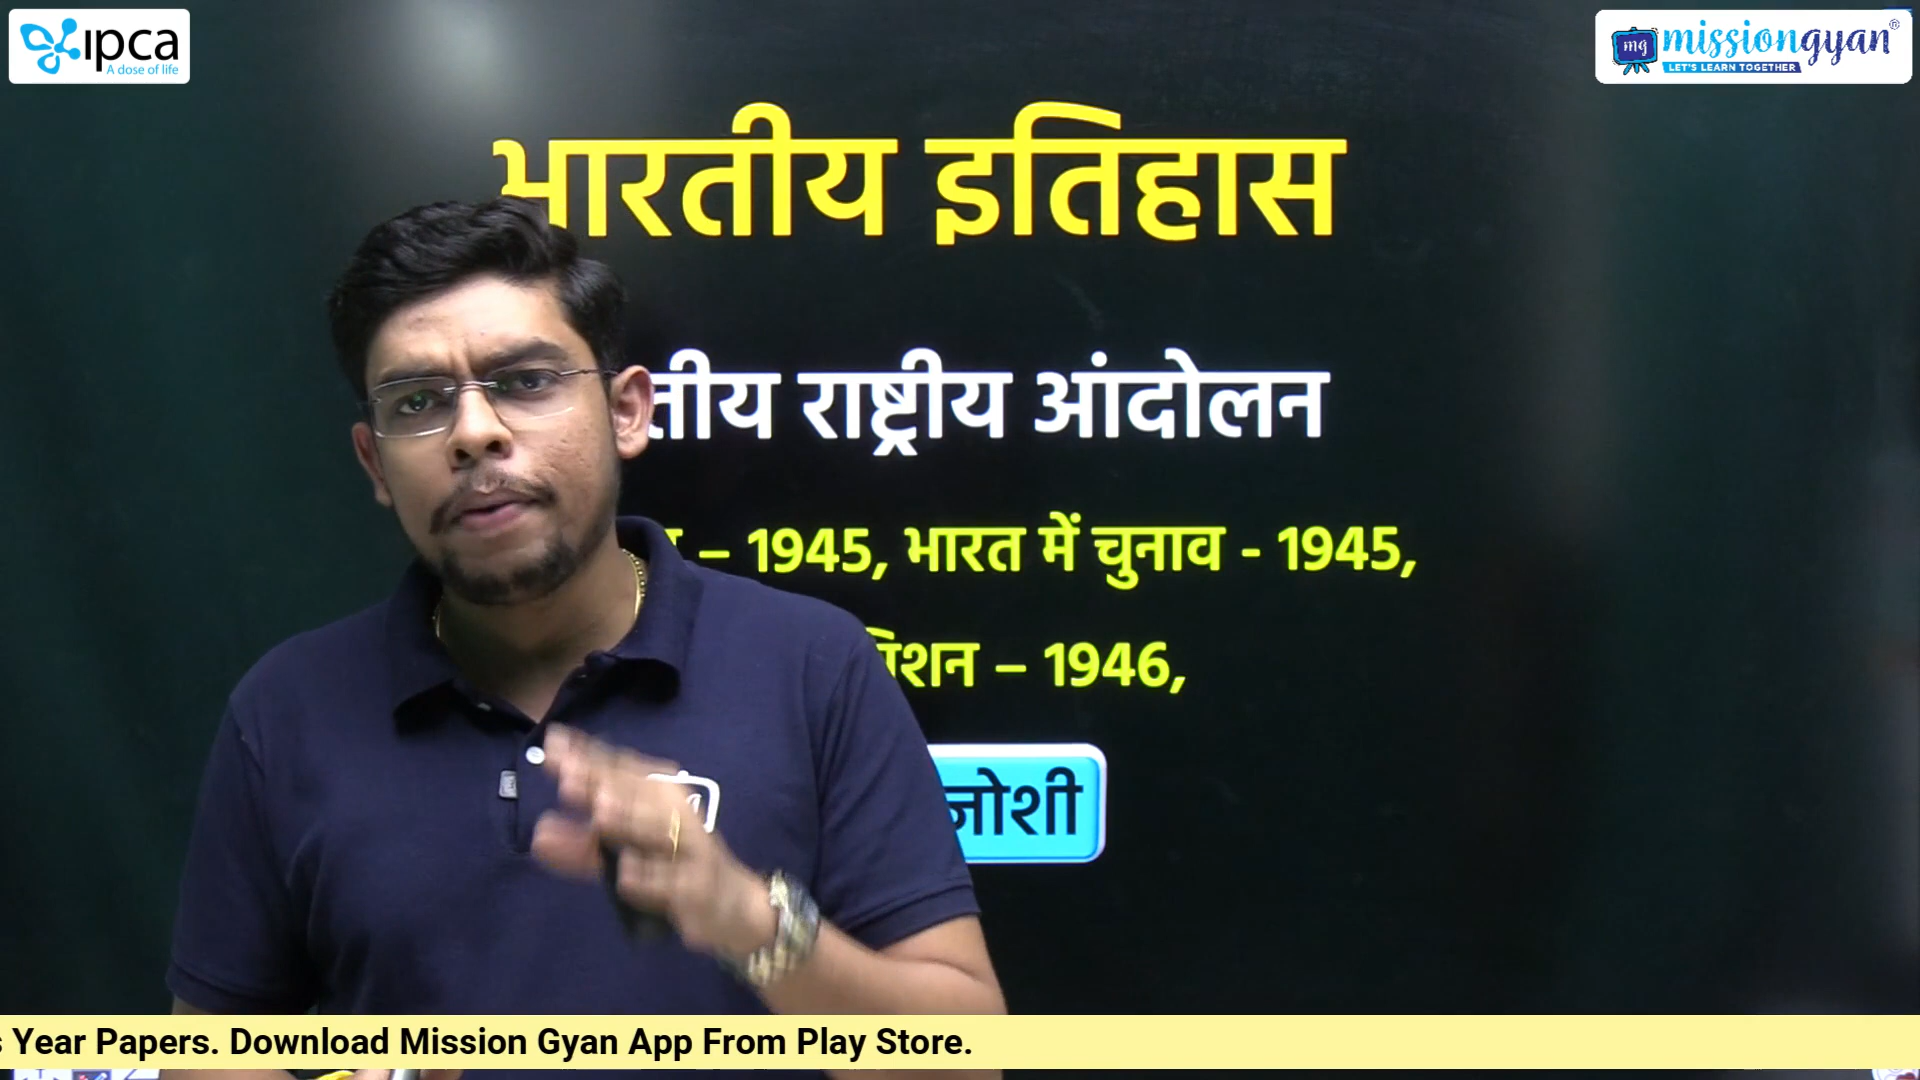 ipca
A dose of life
mg missiongyan®
LET'S LEARN TOGETHER
भारतीय इतिहास
तीय राष्ट्रीय आंदोलन
– 1945, भारत में चुनाव - 1945,
मिशन – 1946,
जोशी
Year Papers. Download Mission Gyan App From Play Store.